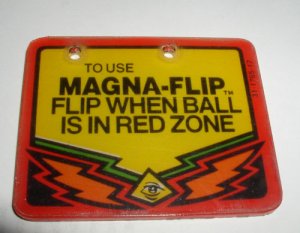 TO USE
MAGNA-FLIP™
FLIP WHEN BALL
IS IN RED ZONE